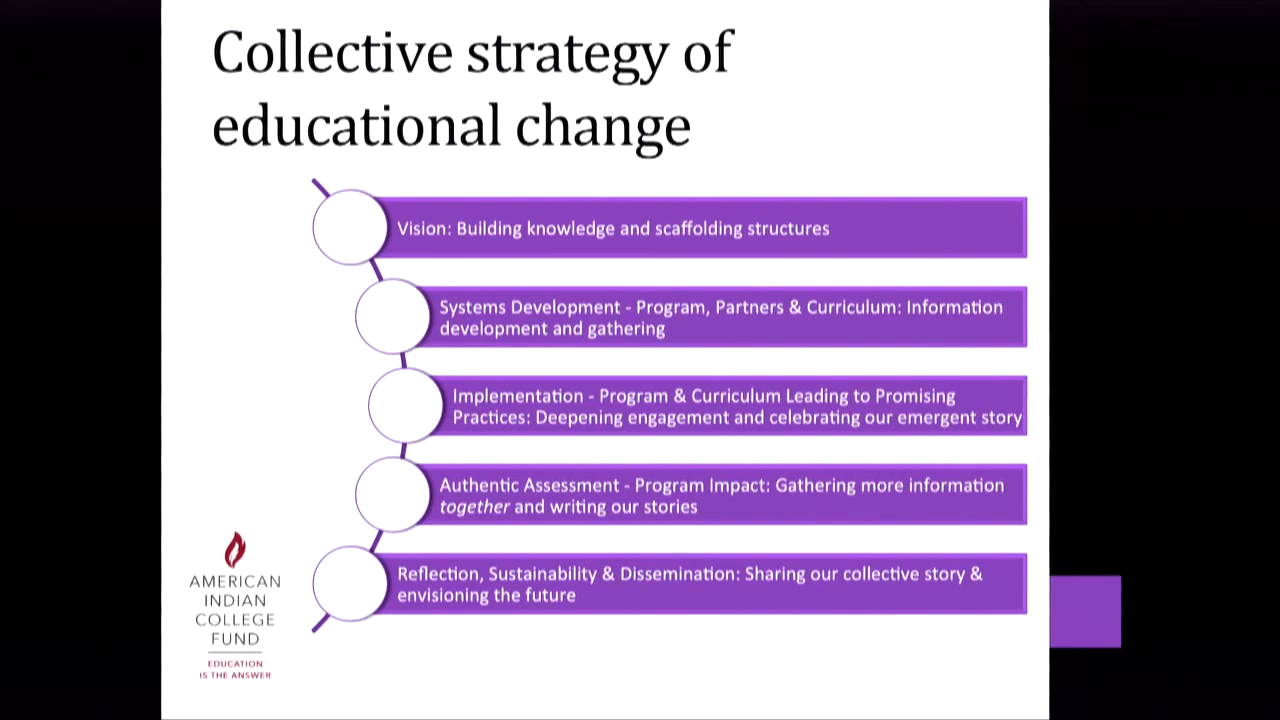 Collective strategy of
educational change
Vision: Building knowledge and scaffolding structures
Systems Development - Program, Partners & Curriculum: Information
development and gathering
Implementation - Program & Curriculum Leading to Promising
Practices: Deepening engagement and celebrating our emergent story
Authentic Assessment - Program Impact: Gathering more information
together and writing our stories
Reflection, Sustainability & Dissemination: Sharing our collective story &
envisioning the future
AMERICAN
INDIAN
COLLEGE
FUND
EDUCATION
IS THE ANSWER